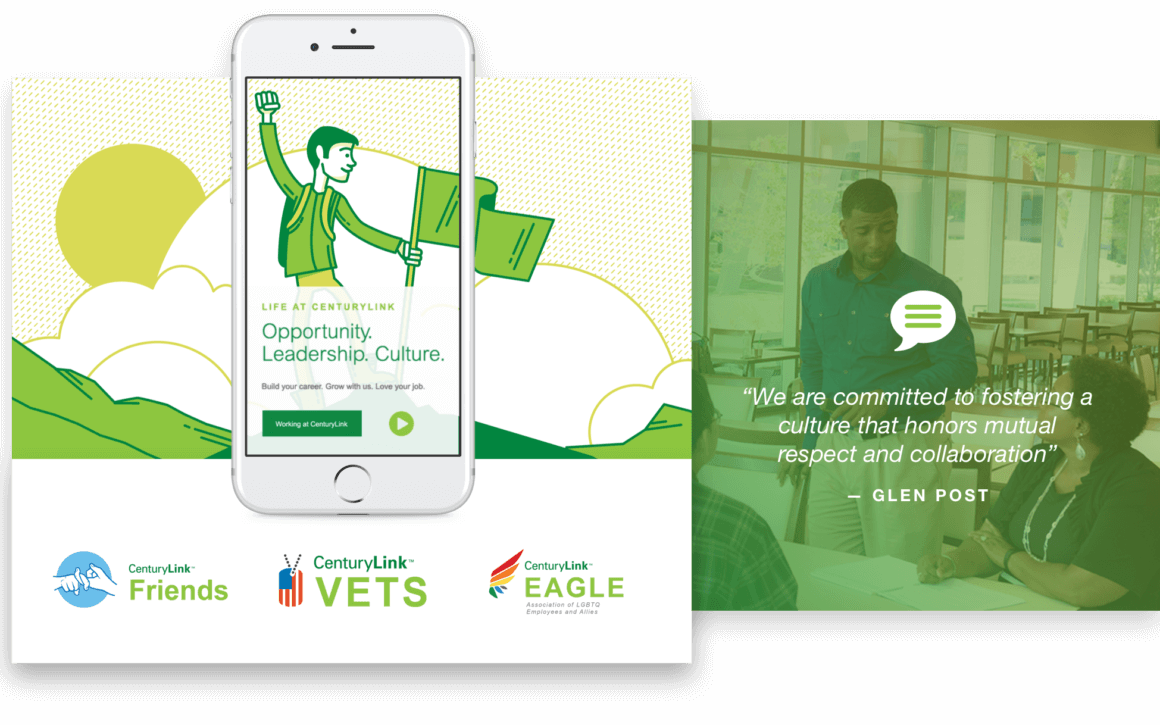 LIFE AT CENTURYLINK
Opportunity.
Leadership. Culture.
Build your career. Grow with us. Love your job.
Working at CenturyLink
CenturyLink™
Friends
CenturyLink™
VETS
CenturyLink™
EAGLE
Association of LGBTQ
Employees and Allies
“We are committed to fostering a
culture that honors mutual
respect and collaboration”
— GLEN POST